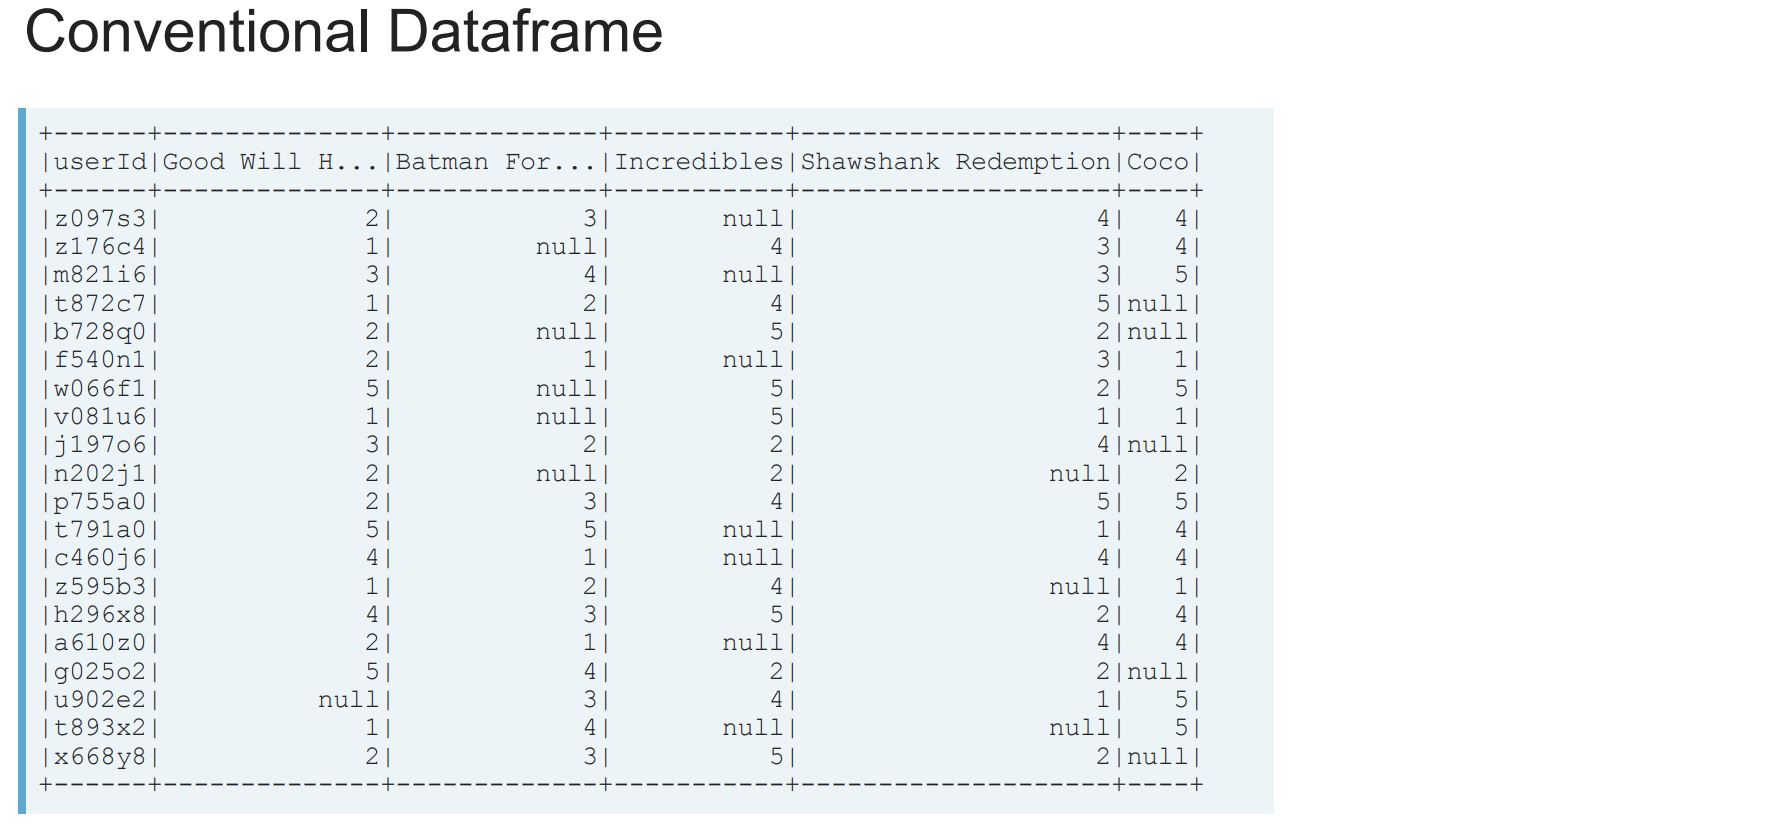 Conventional Dataframe
+------+--------------+-------------+-----------+--------------------+----+
|userId|Good Will H...|Batman For...|Incredibles|Shawshank Redemption|Coco|
+------+--------------+-------------+-----------+--------------------+----+
|z097s3|             2|            3|       null|                   4|   4|
|z176c4|             1|         null|          4|                   3|   4|
|m821i6|             3|            4|       null|                   3|   5|
|t872c7|             1|            2|          4|                   5|null|
|b728q0|             2|         null|          5|                   2|null|
|f540n1|             2|            1|       null|                   3|   1|
|w066f1|             5|         null|          5|                   2|   5|
|v081u6|             1|         null|          5|                   1|   1|
|j197o6|             3|            2|          2|                   4|null|
|n202j1|             2|         null|          2|                null|   2|
|p755a0|             2|            3|          4|                   5|   5|
|t791a0|             5|            5|       null|                   1|   4|
|c460j6|             4|            1|       null|                   4|   4|
|z595b3|             1|            2|          4|                null|   1|
|h296x8|             4|            3|          5|                   2|   4|
|a610z0|             2|            1|       null|                   4|   4|
|g025o2|             5|            4|          2|                   2|null|
|u902e2|          null|            3|          4|                   1|   5|
|t893x2|             1|            4|       null|                null|   5|
|x668y8|             2|            3|          5|                   2|null|
+------+--------------+-------------+-----------+--------------------+----+